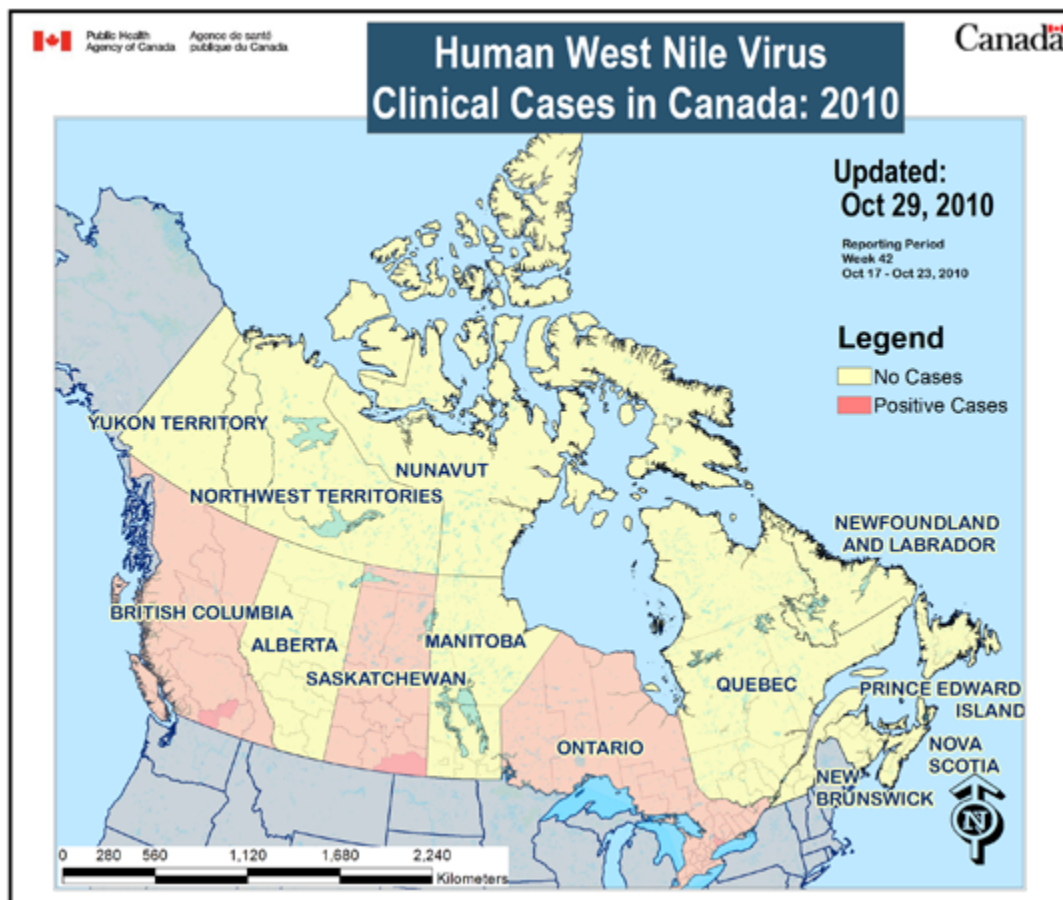 Public Health
Agency of Canada
Agence de santé
publique du Canada
Canada
Human West Nile Virus
Clinical Cases in Canada: 2010
Updated:
Oct 29, 2010
Reporting Period
Week 42
Oct 17 - Oct 23, 2010
Legend
No Cases
Positive Cases
YUKON TERRITORY
NUNAVUT
NORTHWEST TERRITORIES
NEWFOUNDLAND
AND LABRADOR
BRITISH COLUMBIA
ALBERTA
MANITOBA
SASKATCHEWAN
QUEBEC
PRINCE EDWARD
ISLAND
ONTARIO
NOVA
SCOTIA
NEW
BRUNSWICK
N
0 280 560 1,120 1,680 2,240
Kilometers